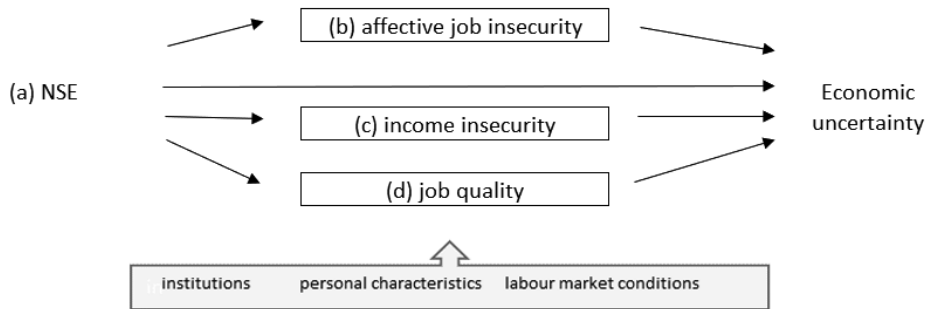 (b) affective job insecurity
(a) NSE
Economic
uncertainty
(c) income insecurity
(d) job quality
institutions personal characteristics labour market conditions